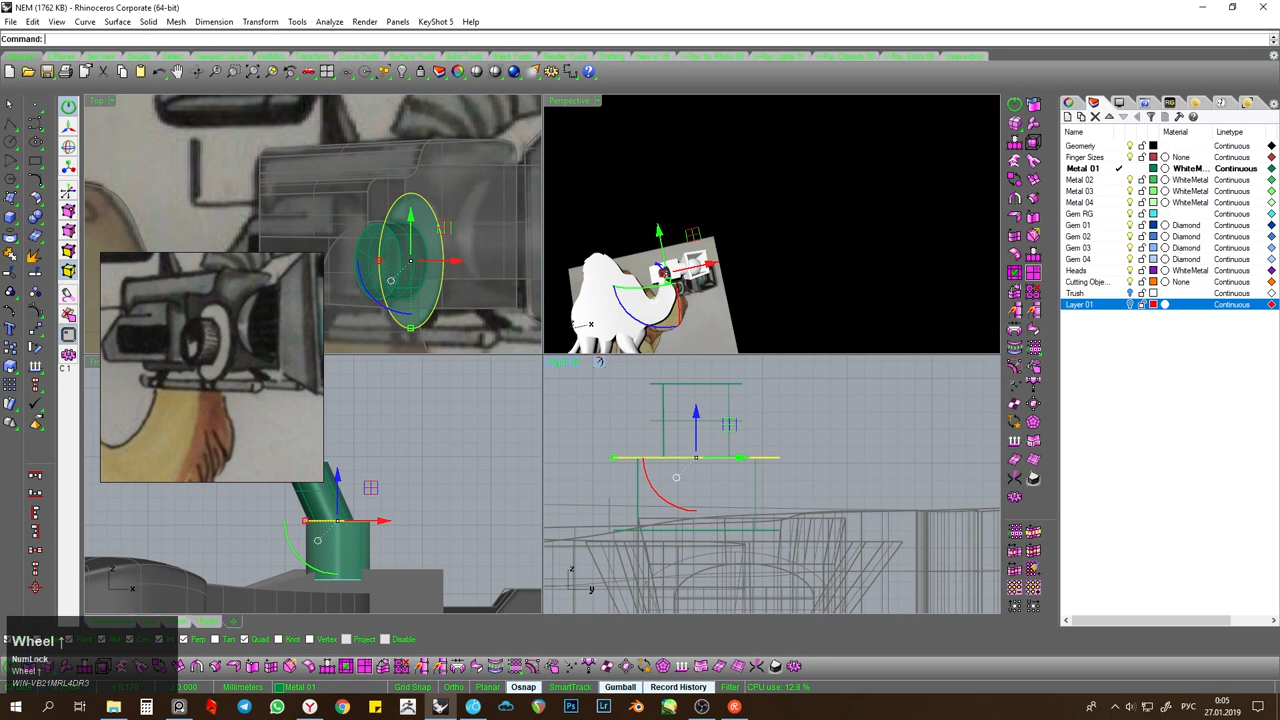 NEM (1762 KB) - Rhinoceros Corporate (64-bit)
File Edit View Curve Surface Solid Mesh Dimension Transform Tools Analyze Render Panels KeyShot 5 Help
Command:
Top
Perspective
Name Material Linetype
Geomeriy Continuous
Finger Sizes None Continuous
Metal 01 ✓ WhiteM... Continuous
Metal 02 WhiteMetal Continuous
Metal 03 WhiteMetal Continuous
Metal 04 WhiteMetal Continuous
Gem RG Continuous
Gem 01 Diamond Continuous
Gem 02 Diamond Continuous
Gem 03 Diamond Continuous
Gem 04 Diamond Continuous
Heads WhiteMetal Continuous
Cutting Obje... None Continuous
Trush Continuous
Layer 01 Continuous
x
C 1
Right
z
x
z
y
Perp Tan Quad Knot Vertex Project Disable
Wheel ↑
NumLock
Wheel ↑
WIN-VB21MRL4DR3
Millimeters Metal 01 Grid Snap Ortho Planar Osnap SmartTrack Gumball Record History Filter CPU use: 12.8 %
РУС
0:05
27.01.2019